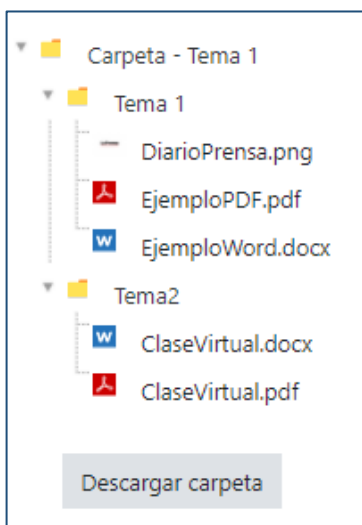 Carpeta - Tema 1
Tema 1
DiarioPrensa.png
EjemploPDF.pdf
EjemploWord.docx
Tema2
ClaseVirtual.docx
ClaseVirtual.pdf
Descargar carpeta